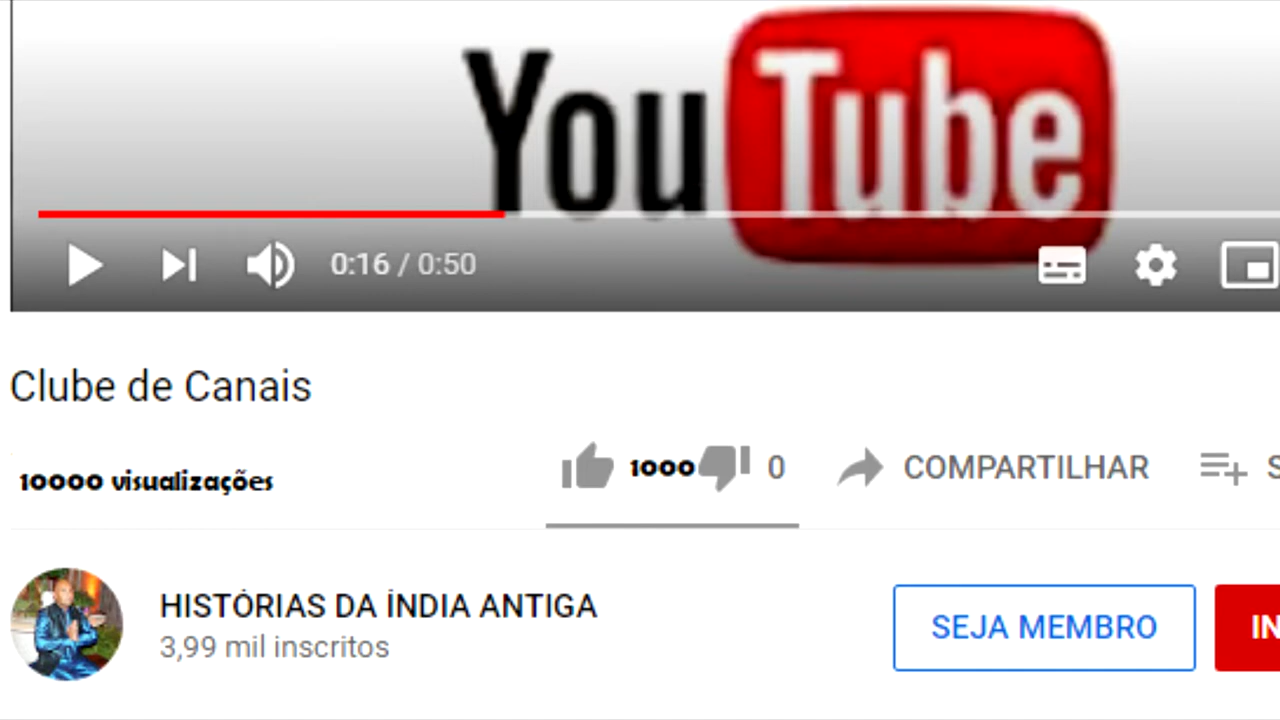 YouTube
0:16 / 0:50
Clube de Canais
10000 visualizações
1000 0 COMPARTILHAR S
HISTÓRIAS DA ÍNDIA ANTIGA
3,99 mil inscritos
SEJA MEMBRO IN